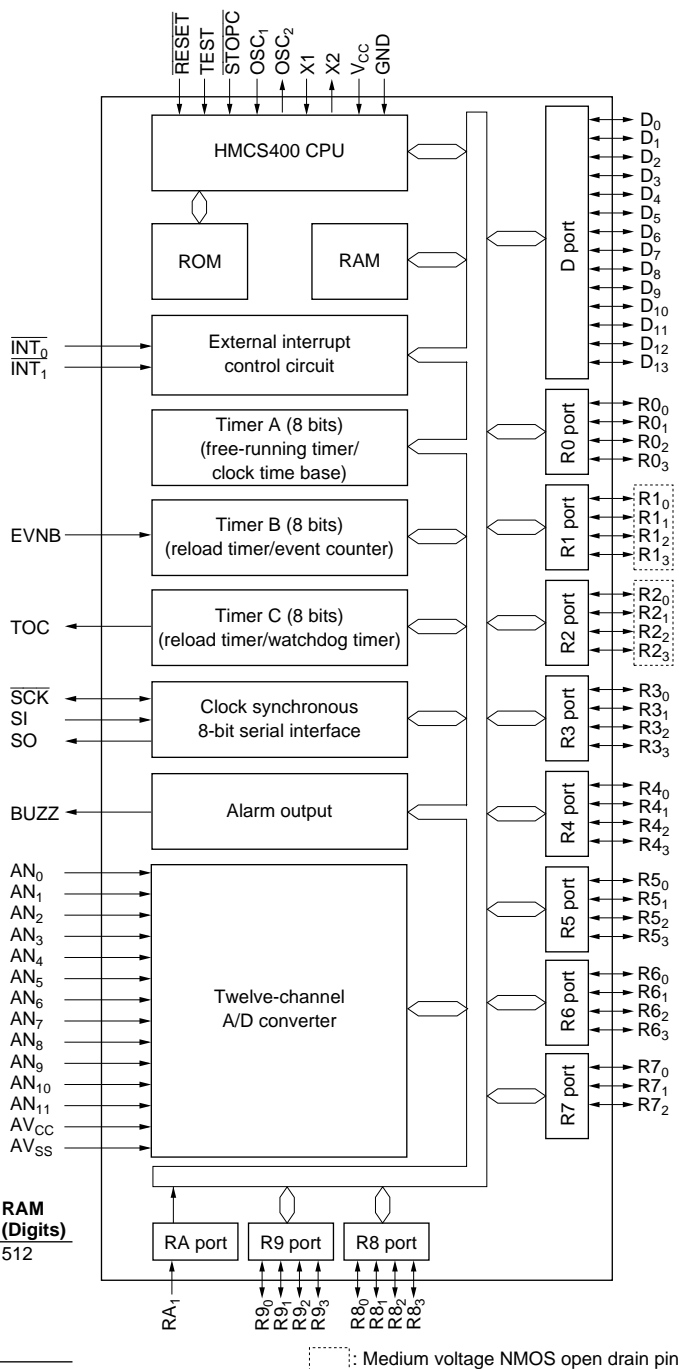 RESET
TEST
STOPC
OSC₁
OSC₂
X1
X2
V_CC
GND
HMCS400 CPU
ROM
RAM
External interrupt
control circuit
Timer A (8 bits)
(free-running timer/
clock time base)
Timer B (8 bits)
(reload timer/event counter)
Timer C (8 bits)
(reload timer/watchdog timer)
Clock synchronous
8-bit serial interface
Alarm output
Twelve-channel
A/D converter
INT₀
INT₁
EVNB
TOC
SCK
SI
SO
BUZZ
AN₀
AN₁
AN₂
AN₃
AN₄
AN₅
AN₆
AN₇
AN₈
AN₉
AN₁₀
AN₁₁
AV_CC
AV_SS
D port
D₀
D₁
D₂
D₃
D₄
D₅
D₆
D₇
D₈
D₉
D₁₀
D₁₁
D₁₂
D₁₃
R0 port
R0₀
R0₁
R0₂
R0₃
R1 port
R1₀
R1₁
R1₂
R1₃
R2 port
R2₀
R2₁
R2₂
R2₃
R3 port
R3₀
R3₁
R3₂
R3₃
R4 port
R4₀
R4₁
R4₂
R4₃
R5 port
R5₀
R5₁
R5₂
R5₃
R6 port
R6₀
R6₁
R6₂
R6₃
R7 port
R7₀
R7₁
R7₂
RAM
(Digits)
512
RA port
R9 port
R8 port
RA₁
R9₀
R9₁
R9₂
R9₃
R8₀
R8₁
R8₂
R8₃
: Medium voltage NMOS open drain pin